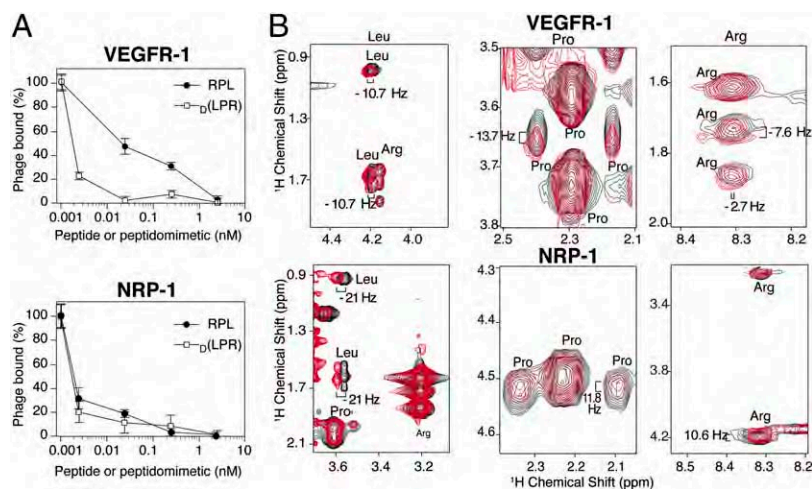 A
VEGFR-1
Phage bound (%)
100
80
60
40
20
0
RPL
D(LPR)
0.001 0.01 0.1 1 10
Peptide or peptidomimetic (nM)
NRP-1
Phage bound (%)
100
80
60
40
20
0
RPL
D(LPR)
0.001 0.01 0.1 1 10
Peptide or peptidomimetic (nM)
B
VEGFR-1
Leu
¹H Chemical Shift (ppm)
0.9
1.3
1.7
Leu
- 10.7 Hz
Leu Arg
- 10.7 Hz
4.4 4.2 4.0
Pro
3.5
3.6
3.7
3.8
- 13.7 Hz
Pro
Pro
Pro
Pro
2.5 2.3 2.1
Arg
1.6
1.8
2.0
Arg
Arg
Arg
- 7.6 Hz
- 2.7 Hz
8.4 8.3 8.2
NRP-1
¹H Chemical Shift (ppm)
0.9
1.3
1.7
2.1
Leu
- 21 Hz
Leu
- 21 Hz
Pro
Arg
3.6 3.4 3.2
4.3
4.4
4.5
4.6
Pro
Pro
Pro
11.8
Hz
2.3 2.2 2.1
3.4
3.8
4.2
Arg
Arg
10.6 Hz
8.5 8.4 8.3 8.2
¹H Chemical Shift (ppm)